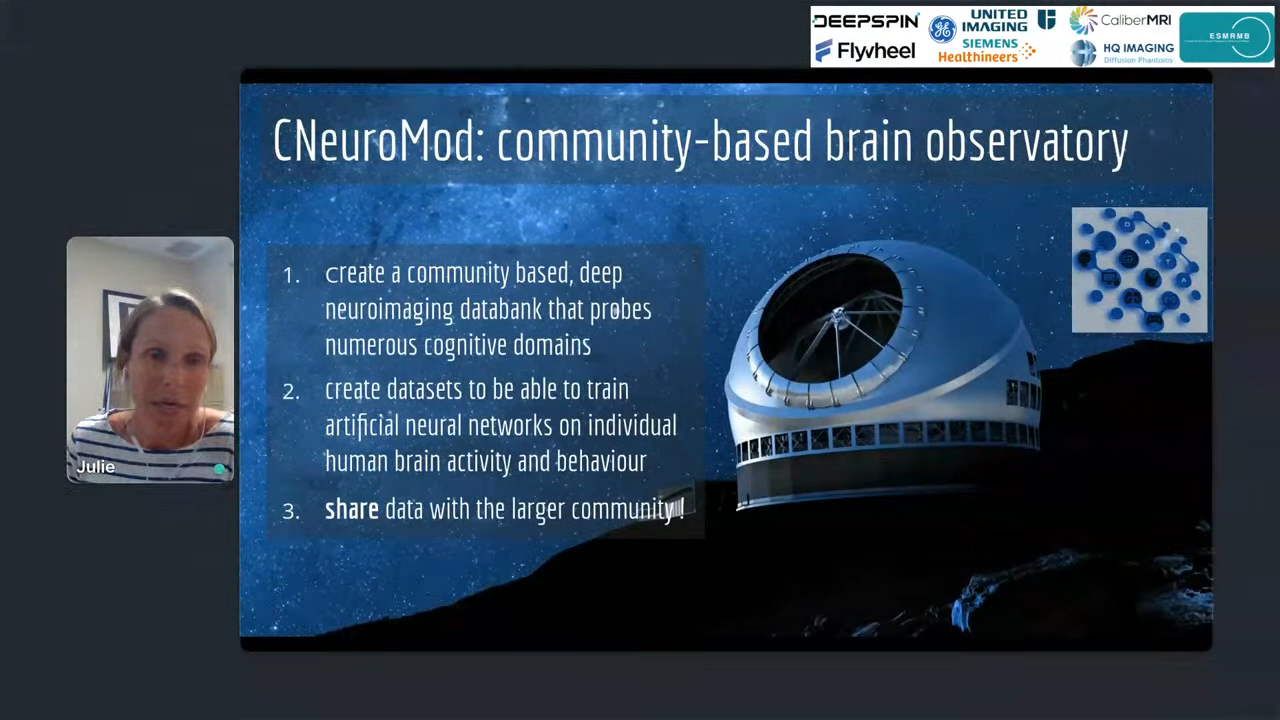 DEEPSPIN
UNITED
IMAGING
CaliberMRI
ESMRMB
Flywheel
SIEMENS
Healthineers
HQ IMAGING
Diffusion Phantoms
CNeuroMod: community-based brain observatory
1. create a community based, deep
neuroimaging databank that probes
numerous cognitive domains
2. create datasets to be able to train
artificial neural networks on individual
human brain activity and behaviour
3. share data with the larger community !
Julie